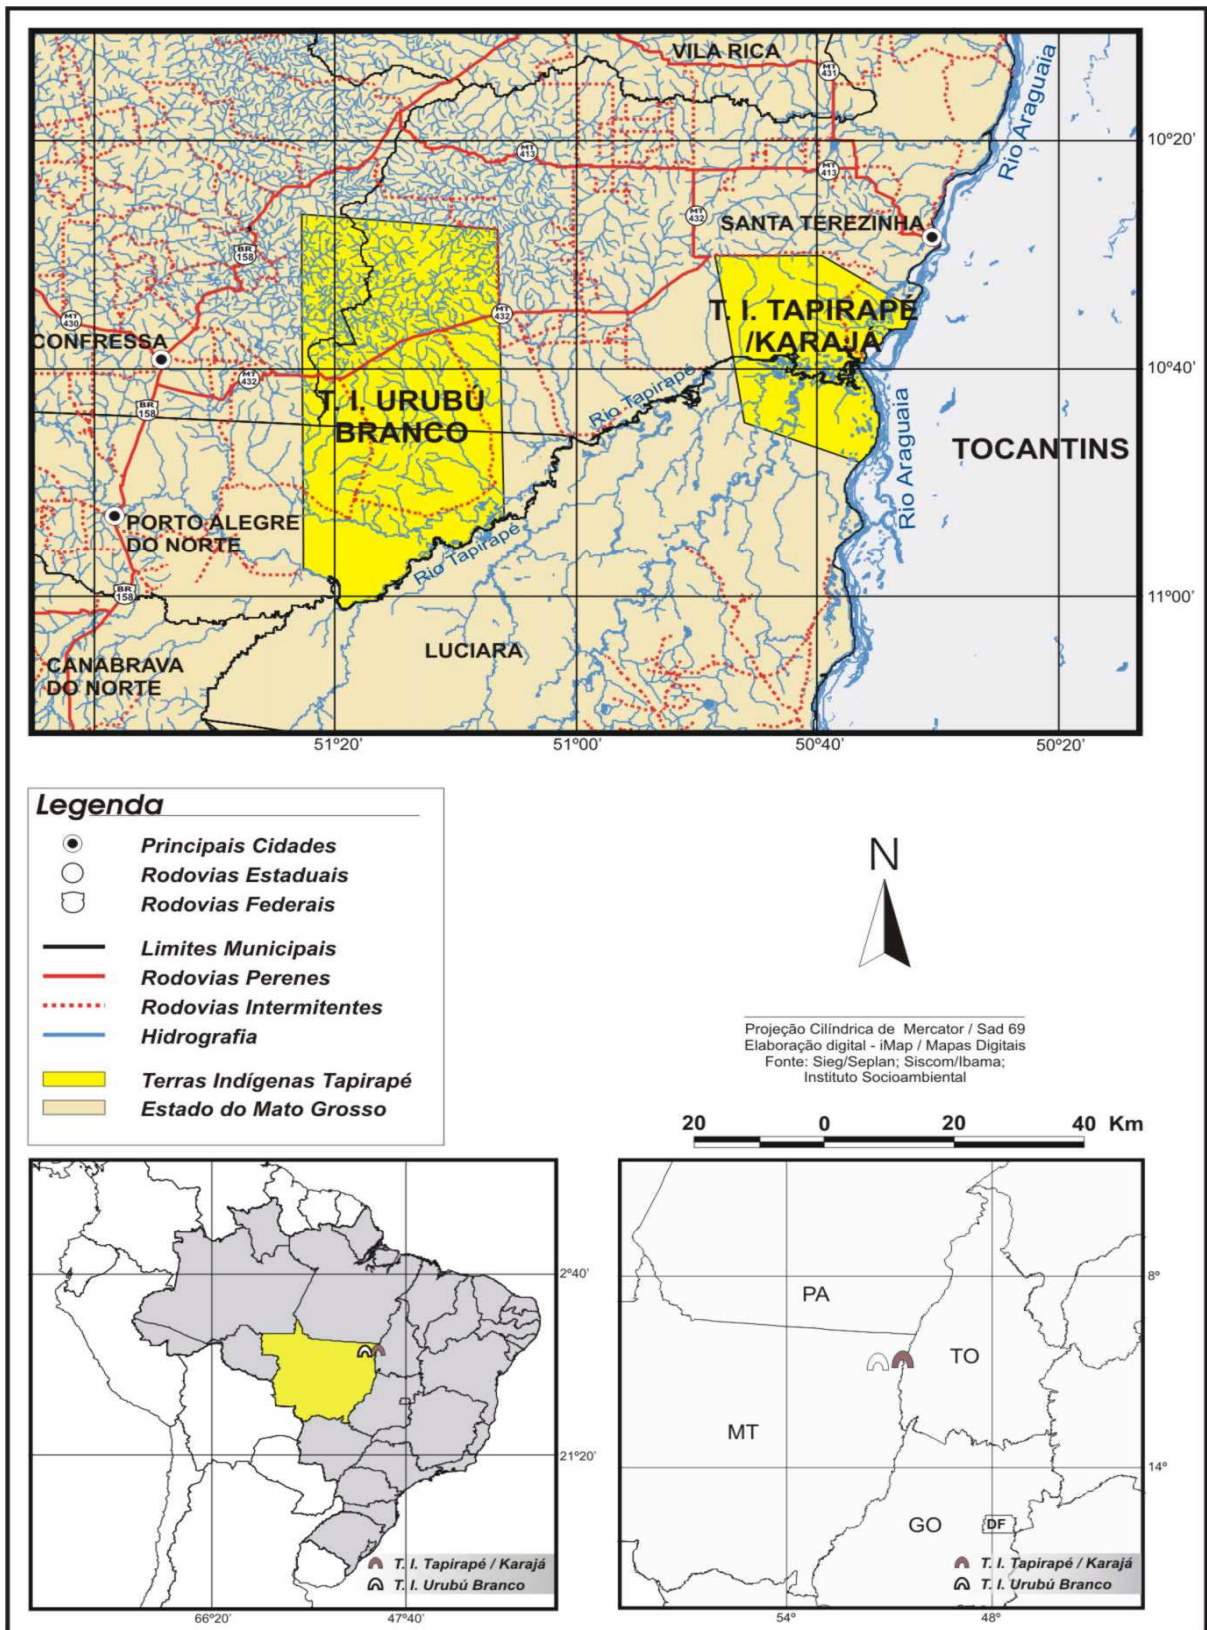 VILA RICA
MT
431
Rio Araguaia
10º20'
MT
413
MT
413
MT
432
SANTA TEREZINHA
BR
158
MT
430
CONFRESSA
MT
432
T. I. TAPIRAPÉ
/KARAJÁ
10º40'
MT
432
BR
158
T. I. URUBÚ
BRANCO
Rio Tapirapé
Rio Araguaia
TOCANTINS
PORTO ALEGRE
DO NORTE
Rio Tapirapé
BR
158
11º00'
LUCIARA
CANABRAVA
DO NORTE
51º20'
51º00'
50º40'
50º20'
Legenda
Principais Cidades
Rodovias Estaduais
Rodovias Federais
Limites Municipais
Rodovias Perenes
Rodovias Intermitentes
Hidrografia
Terras Indígenas Tapirapé
Estado do Mato Grosso
N
Projeção Cilíndrica de Mercator / Sad 69
Elaboração digital - iMap / Mapas Digitais
Fonte: Sieg/Seplan; Siscom/Ibama;
Instituto Socioambiental
20 0 20 40 Km
2º40'
21º20'
T. I. Tapirapé / Karajá
T. I. Urubú Branco
66º20'
47º40'
PA
8º
TO
MT
14º
GO
DF
T. I. Tapirapé / Karajá
T. I. Urubú Branco
54º
48º